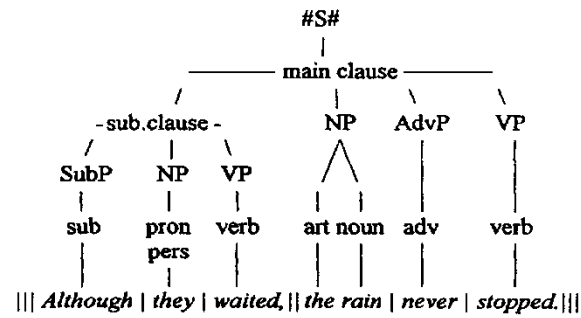 #S#
main clause
sub.clause NP AdvP VP
SubP NP VP
sub pron verb art noun adv verb
pers
||| Although | they | waited, || the rain | never | stopped. |||